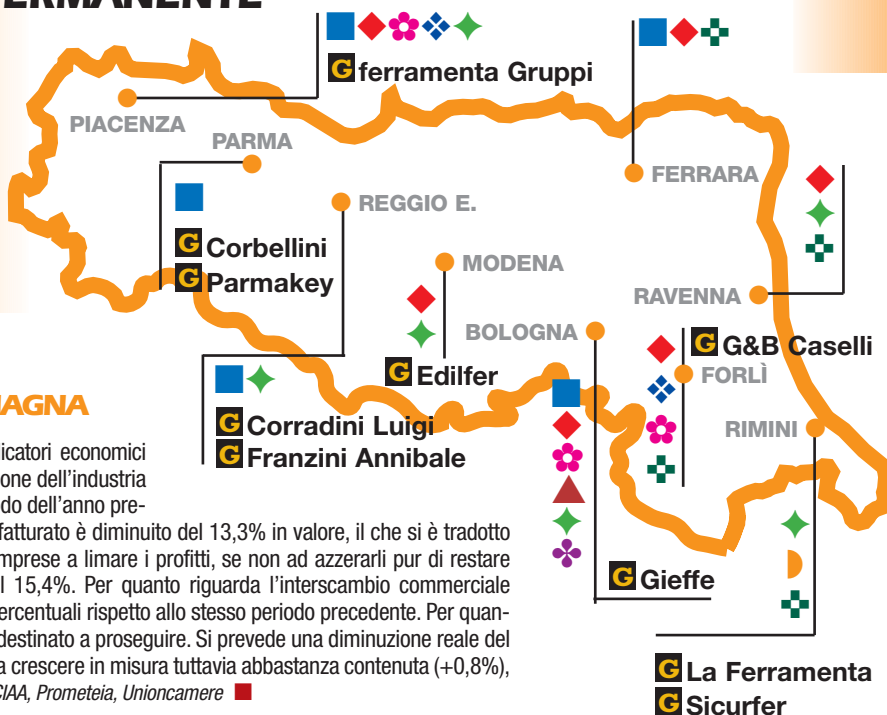 ERMANENTE
G ferramenta Gruppi
PIACENZA
PARMA
FERRARA
REGGIO E.
G Corbellini
G Parmakey
MODENA
RAVENNA
BOLOGNA
G G&B Caselli
FORLÌ
G Edilfer
RIMINI
G Corradini Luigi
G Franzini Annibale
G Gieffe
G La Ferramenta
G Sicurfer
AGNA
licatori economici
ione dell'industria
do dell'anno pre-
fatturato è diminuito del 13,3% in valore, il che si è tradotto
mprese a limare i profitti, se non ad azzerarli pur di restare
l 15,4%. Per quanto riguarda l'interscambio commerciale
ercentuali rispetto allo stesso periodo precedente. Per quan-
destinato a proseguire. Si prevede una diminuzione reale del
a crescere in misura tuttavia abbastanza contenuta (+0,8%),
CIAA, Prometeia, Unioncamere